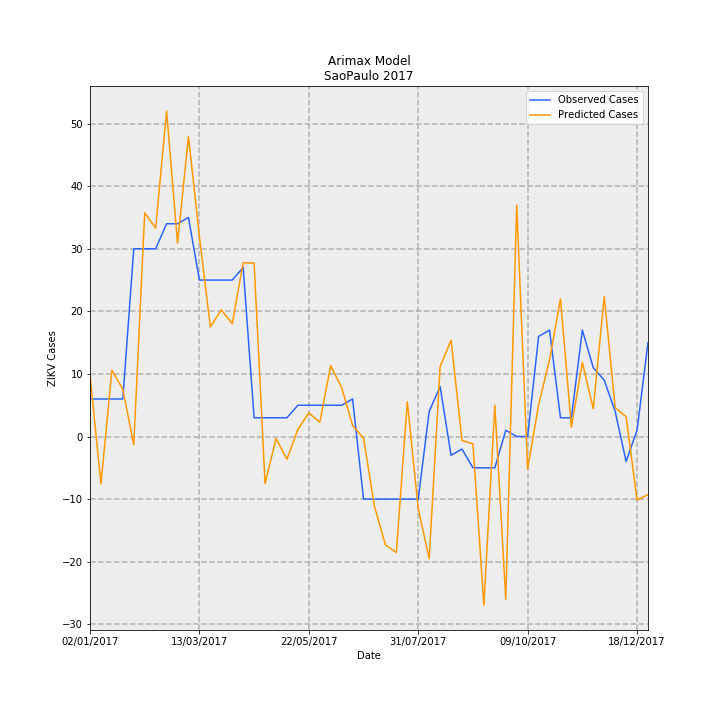 Arimax Model
SaoPaulo 2017
Observed Cases
Predicted Cases
50
40
30
20
10
0
−10
−20
−30
ZIKV Cases
02/01/2017 13/03/2017 22/05/2017 31/07/2017 09/10/2017 18/12/2017
Date